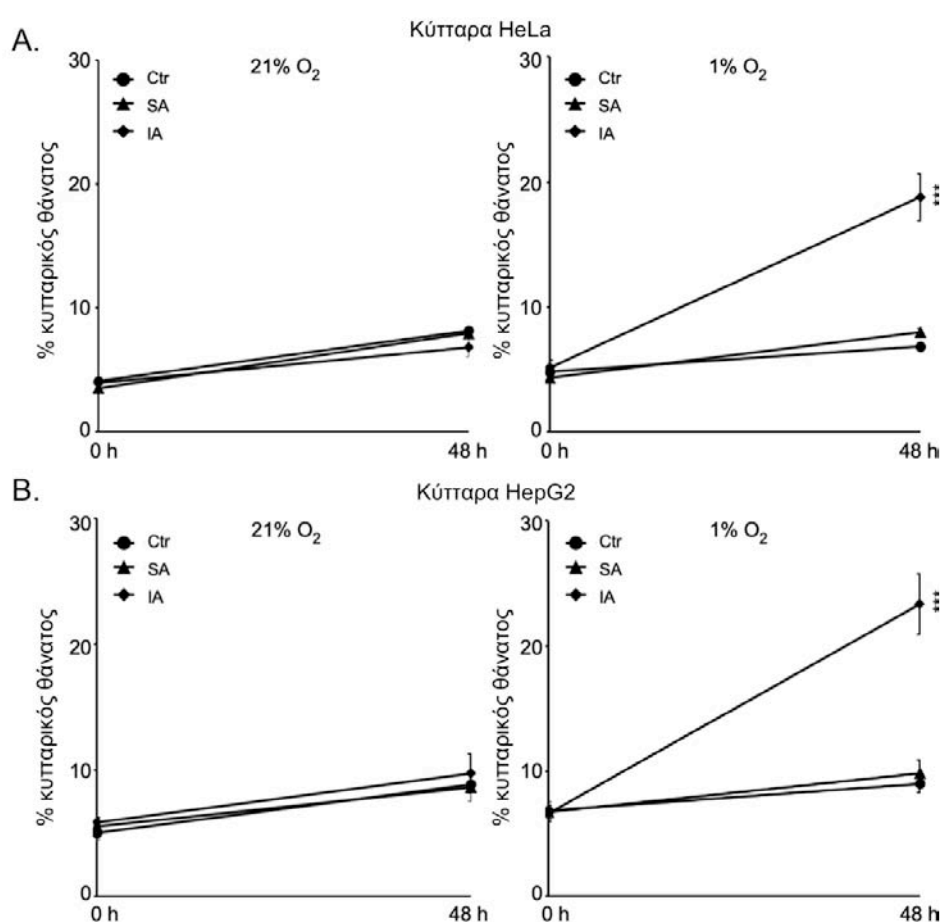 A.
Κύτταρα HeLa
% κυτταρικός θάνατος
30
20
10
0
21% O₂
Ctr
SA
IA
0 h
48 h
% κυτταρικός θάνατος
30
20
10
0
1% O₂
Ctr
SA
IA
***
0 h
48 h
B.
Κύτταρα HepG2
% κυτταρικός θάνατος
30
20
10
0
21% O₂
Ctr
SA
IA
0 h
48 h
% κυτταρικός θάνατος
30
20
10
0
1% O₂
Ctr
SA
IA
***
0 h
48 h